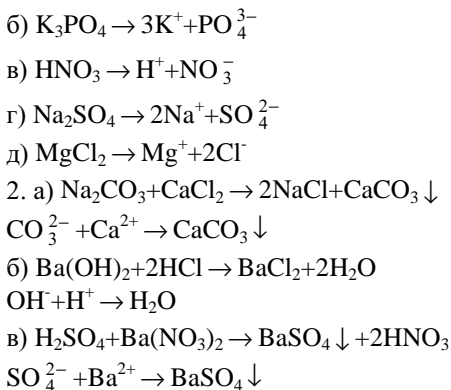 б) K₃PO₄→3K⁺+PO₄³⁻
в) HNO₃→H⁺+NO₃⁻
г) Na₂SO₄→2Na⁺+SO₄²⁻
д) MgCl₂→Mg⁺+2Cl⁻
2. а) Na₂CO₃+CaCl₂→2NaCl+CaCO₃↓
CO₃²⁻+Ca²⁺→CaCO₃↓
б) Ba(OH)₂+2HCl→BaCl₂+2H₂O
OH⁻+H⁺→H₂O
в) H₂SO₄+Ba(NO₃)₂→BaSO₄↓+2HNO₃
SO₄²⁻+Ba²⁺→BaSO₄↓